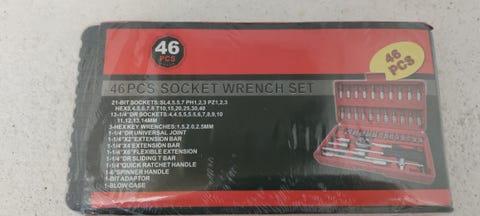 46
PCS
46
PCS
46PCS SOCKET WRENCH SET
21-BIT SOCKETS:SL4,5.5,7 PH1,2,3 PZ1,2,3
HEX3,4,5,6,7,8 T10,15,20,25,30,40
13-1/4"DR SOCKETS:4,4.5,5,5.5,6,7,8,9,10
11,12,13,14MM
3-HEX KEY WRENCHES:1.5,2.0,2.5MM
1-1/4"DR UNIVERSAL JOINT
1-1/4"X2"EXTENSION BAR
1-1/4"X4"EXTENSION BAR
1-1/4"X6"FLEXIBLE EXTENSION
1-1/4"DR SLIDING T BAR
1-1/4"QUICK RATCHET HANDLE
1-6"SPINNER HANDLE
1-BIT ADAPTOR
1-BLOW CASE